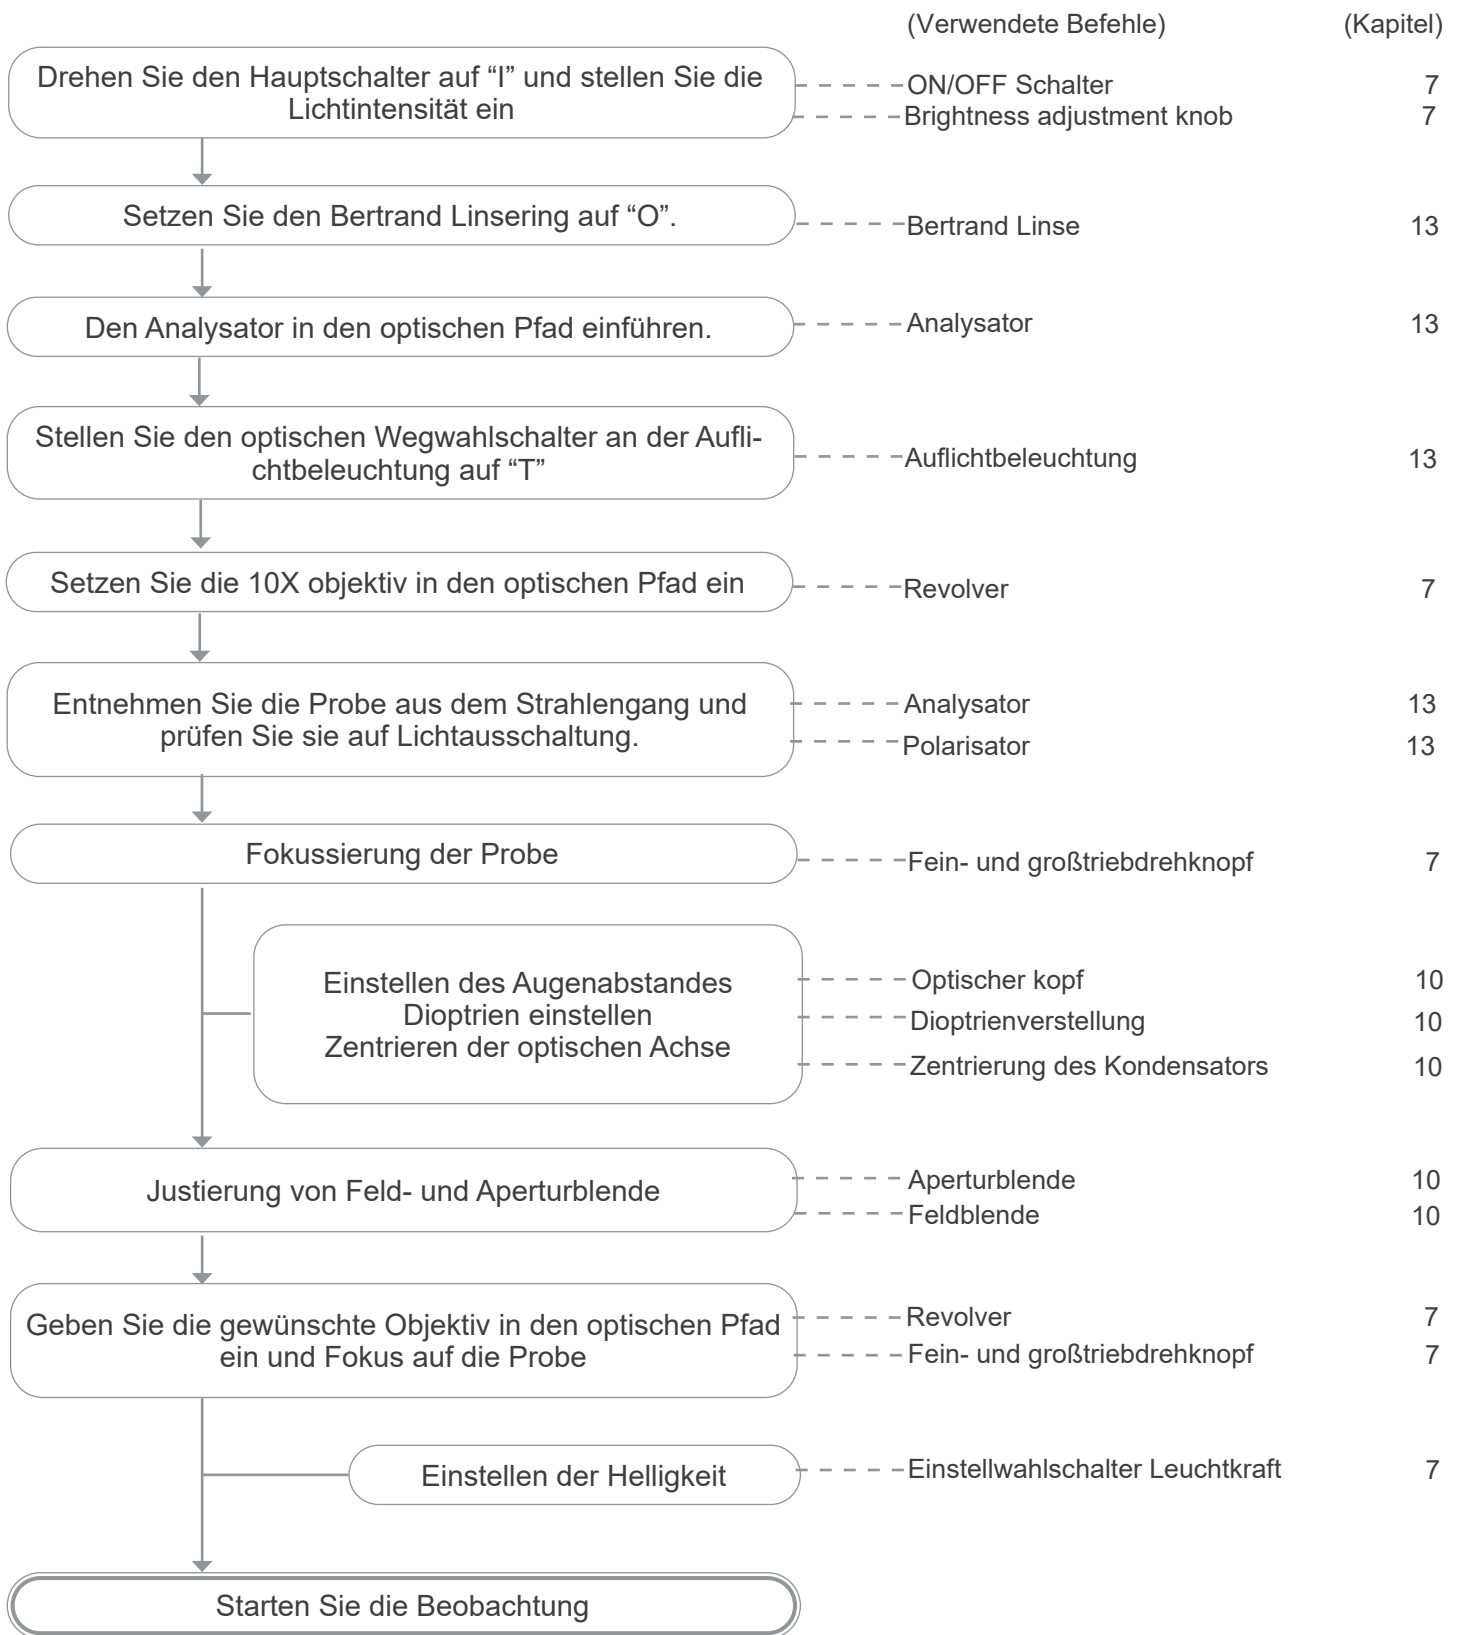 (Verwendete Befehle) (Kapitel)
Drehen Sie den Hauptschalter auf “I” und stellen Sie die
Lichtintensität ein
ON/OFF Schalter 7
Brightness adjustment knob 7
Setzen Sie den Bertrand Linsering auf “O”.
Bertrand Linse 13
Den Analysator in den optischen Pfad einführen.
Analysator 13
Stellen Sie den optischen Wegwahlschalter an der Aufli-
chtbeleuchtung auf “T”
Auflichtbeleuchtung 13
Setzen Sie die 10X objektiv in den optischen Pfad ein
Revolver 7
Entnehmen Sie die Probe aus dem Strahlengang und
prüfen Sie sie auf Lichtausschaltung.
Analysator 13
Polarisator 13
Fokussierung der Probe
Fein- und großtriebdrehknopf 7
Einstellen des Augenabstandes
Dioptrien einstellen
Zentrieren der optischen Achse
Optischer kopf 10
Dioptrienverstellung 10
Zentrierung des Kondensators 10
Justierung von Feld- und Aperturblende
Aperturblende 10
Feldblende 10
Geben Sie die gewünschte Objektiv in den optischen Pfad
ein und Fokus auf die Probe
Revolver 7
Fein- und großtriebdrehknopf 7
Einstellen der Helligkeit
Einstellwahlschalter Leuchtkraft 7
Starten Sie die Beobachtung